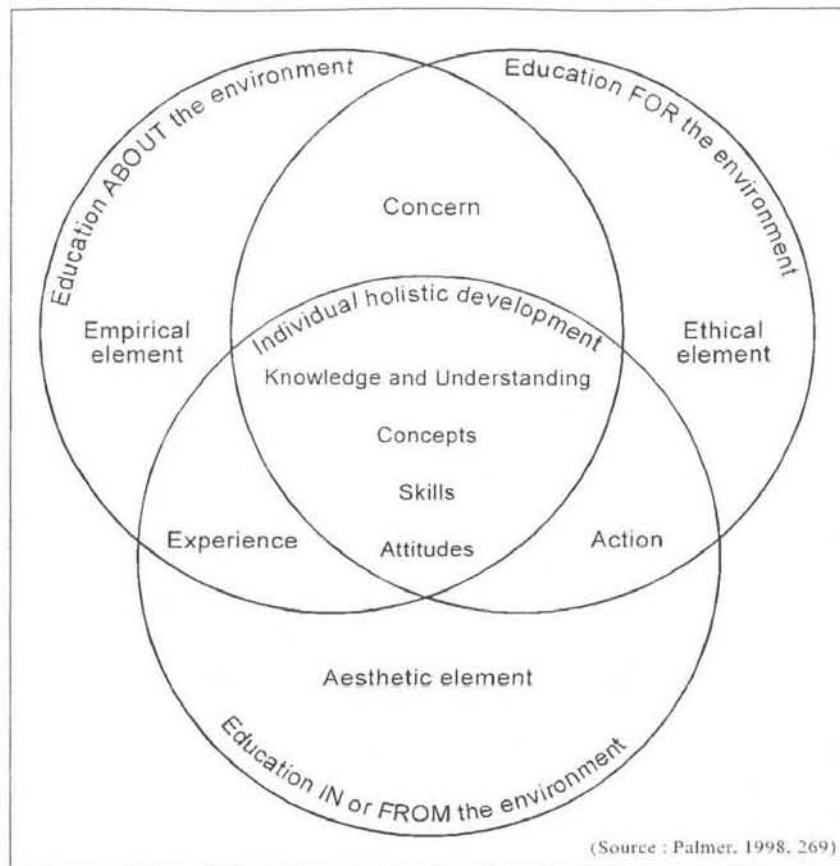 Education ABOUT the environment
Education FOR the environment
Concern
Individual holistic development
Empirical
element
Ethical
element
Knowledge and Understanding
Concepts
Skills
Attitudes
Experience
Action
Aesthetic element
Education IN or FROM the environment
(Source : Palmer, 1998, 269)